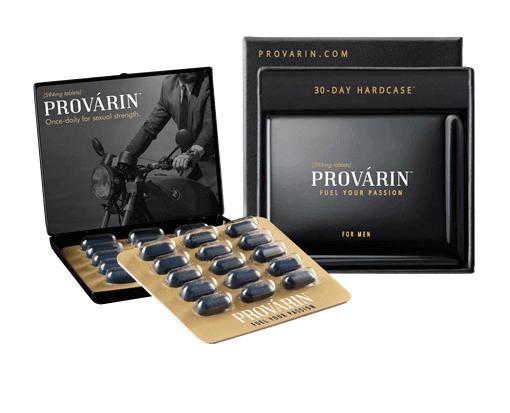 (594mg tablets)
PROVÁRIN™
Once-daily for sexual strength.
PROVARIN.COM
30-DAY HARDCASE™
(594mg tablets)
PROVÁRIN™
FUEL YOUR PASSION
FOR MEN
PROVÁRIN™
FUEL YOUR PASSION